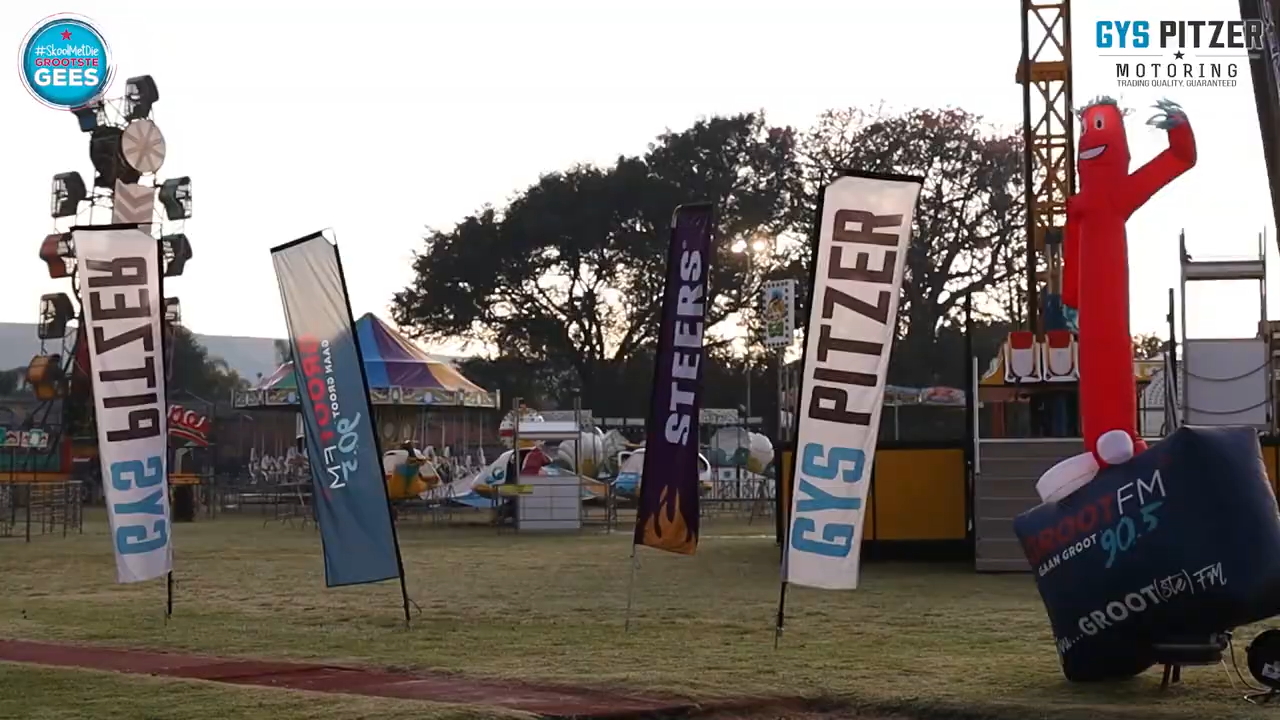 #SkoolMetDie
GROOTSTE
GEES
GYS PITZER
MOTORING
TRADING QUALITY. GUARANTEED
GYS PITZER
GROOT FM
GAAN GROOT
90.5
STEERS
GYS PITZER
GROOTFM
GAAN GROOT 90.5
GROOT(ste) FM